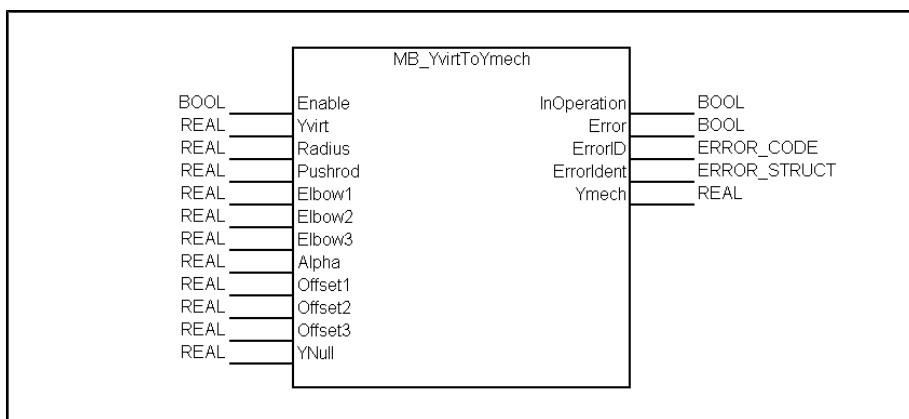 MB_YvirtToYmech
BOOL Enable InOperation BOOL
REAL Yvirt Error BOOL
REAL Radius ErrorID ERROR_CODE
REAL Pushrod ErrorIdent ERROR_STRUCT
REAL Elbow1 Ymech REAL
REAL Elbow2
REAL Elbow3
REAL Alpha
REAL Offset1
REAL Offset2
REAL Offset3
REAL YNull